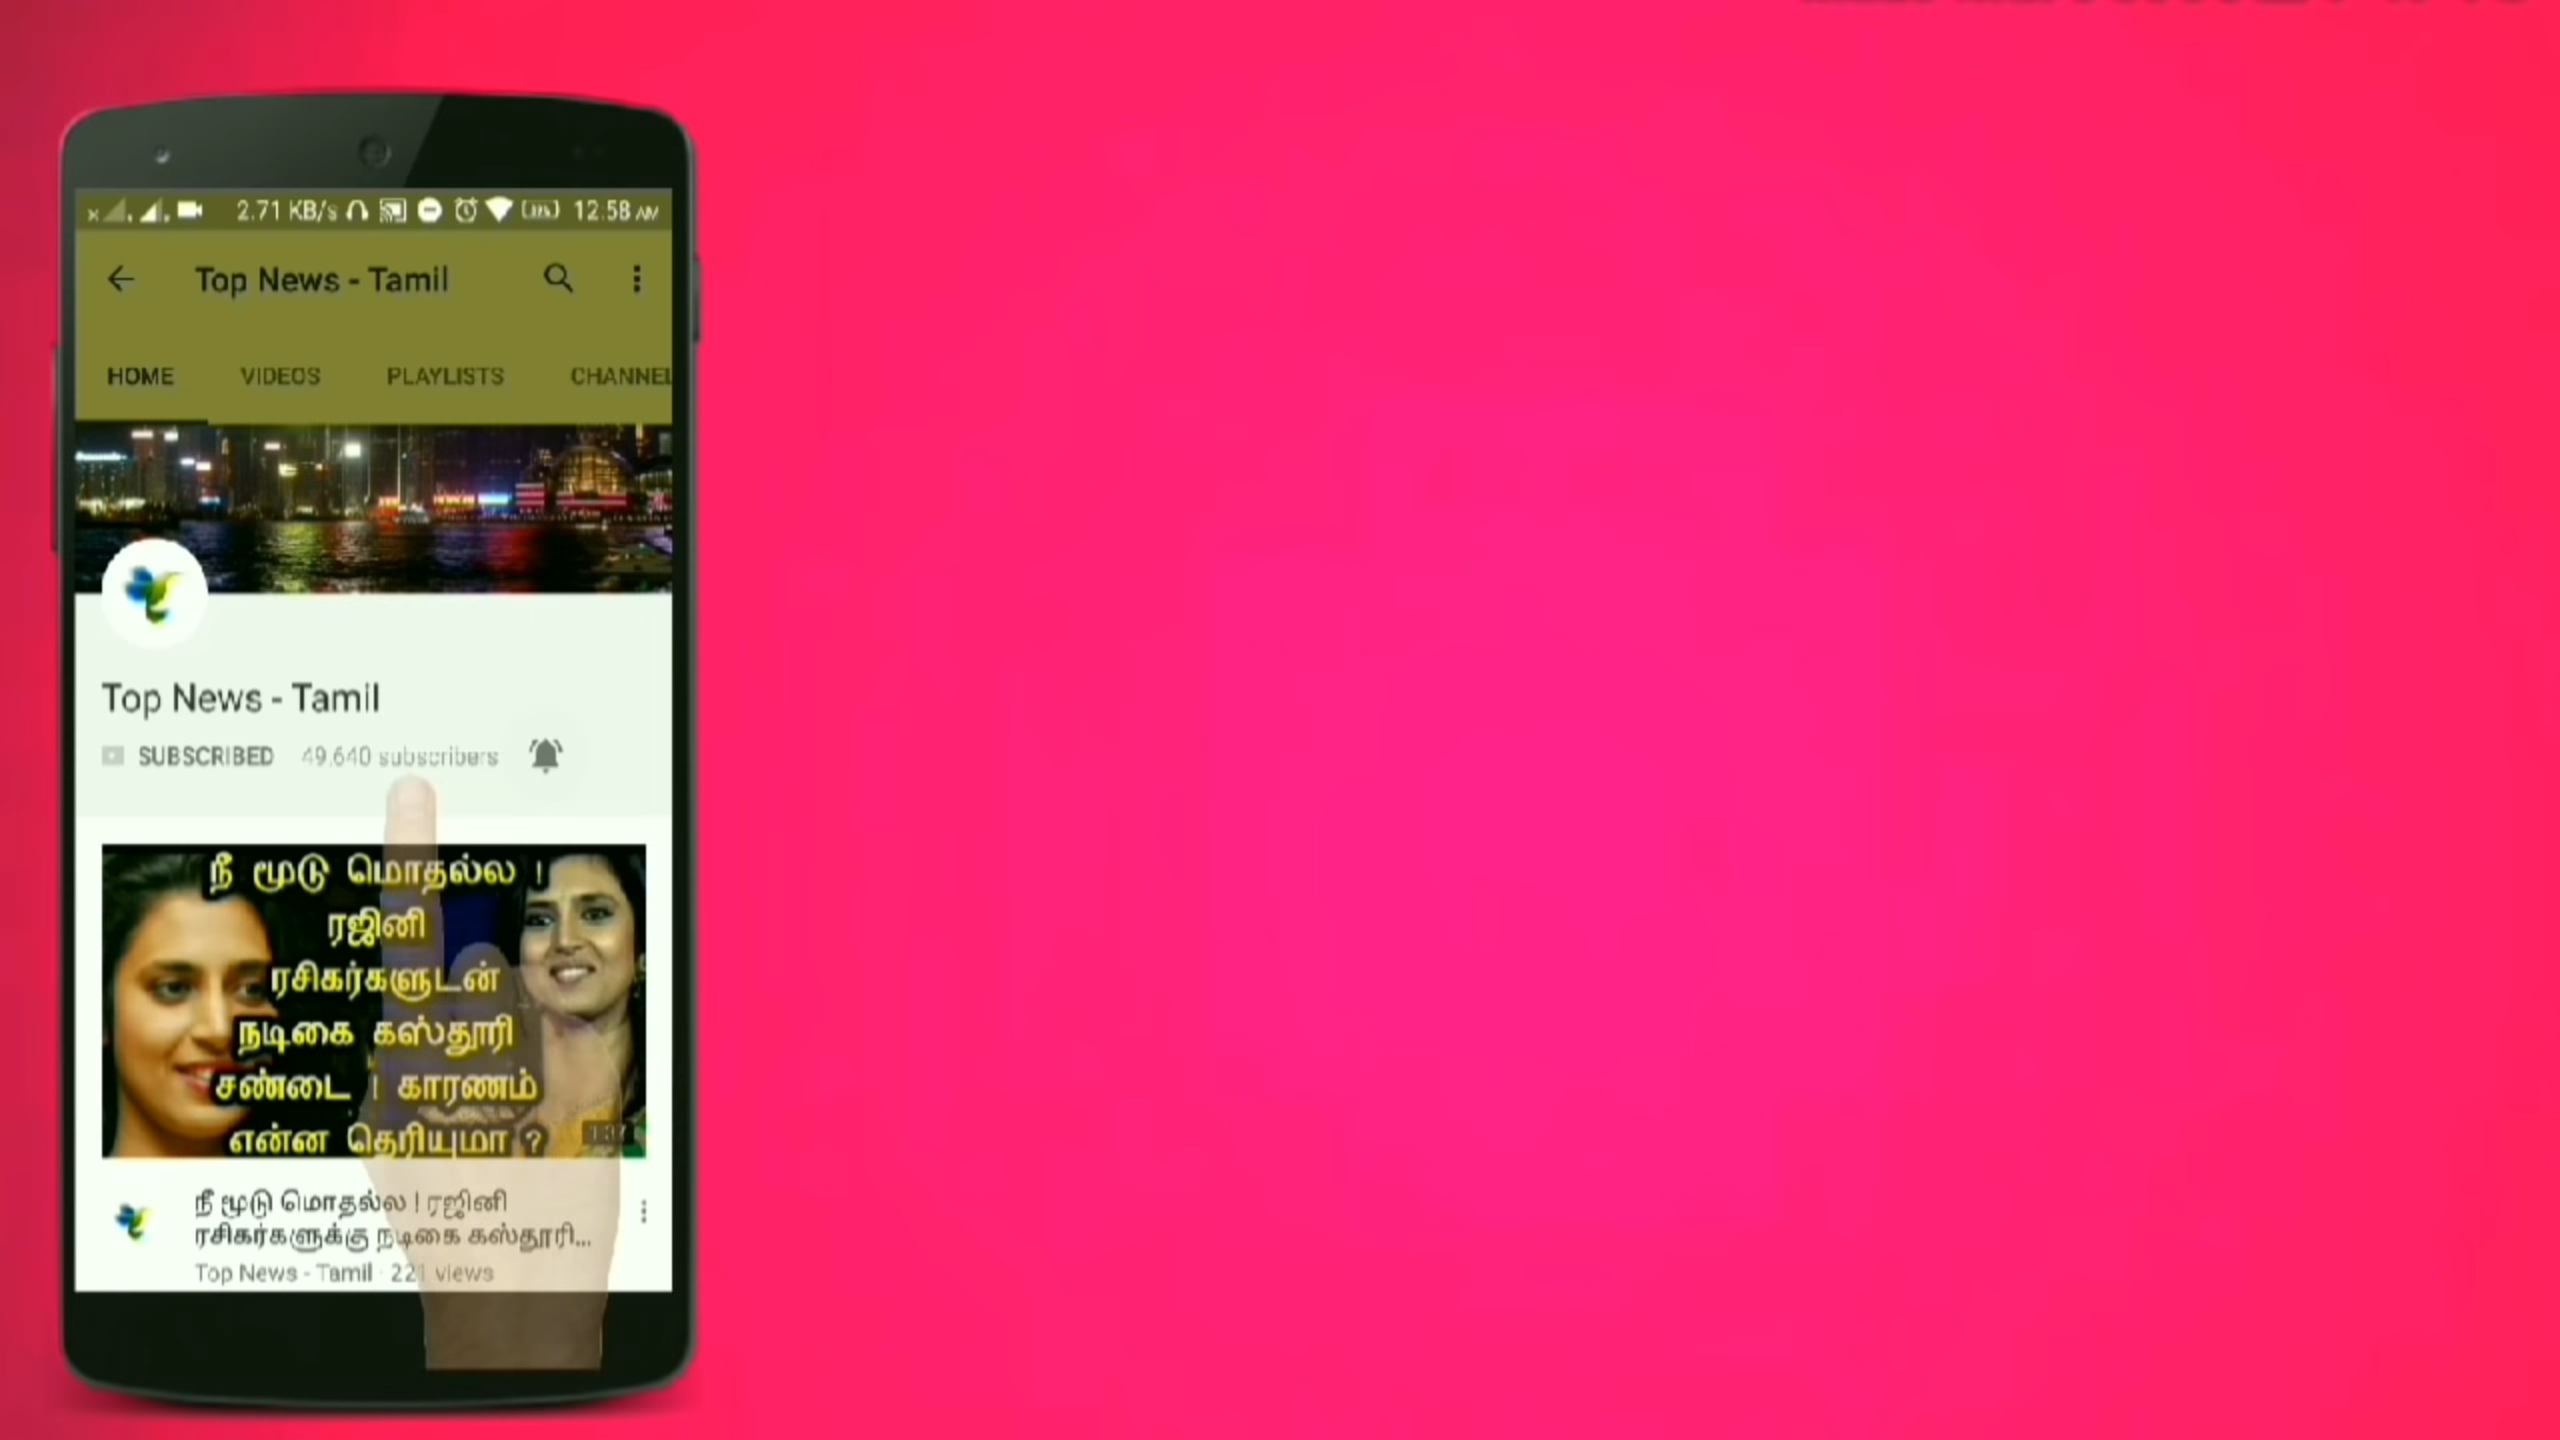 2.71 KB/s 12.58 AM
Top News - Tamil
HOME VIDEOS PLAYLISTS CHANNEL
Top News - Tamil
SUBSCRIBED 49,640 subscribers
நீ மூடு மொதல்ல !
ரஜினி
ரசிகர்களுடன்
நடிகை கஸ்தூரி
சண்டை ! காரணம்
என்ன தெரியுமா ?
நீ மூடு மொதல்ல ! ரஜினி
ரசிகர்களுக்கு நடிகை கஸ்தூரி...
Top News - Tamil · 221 views